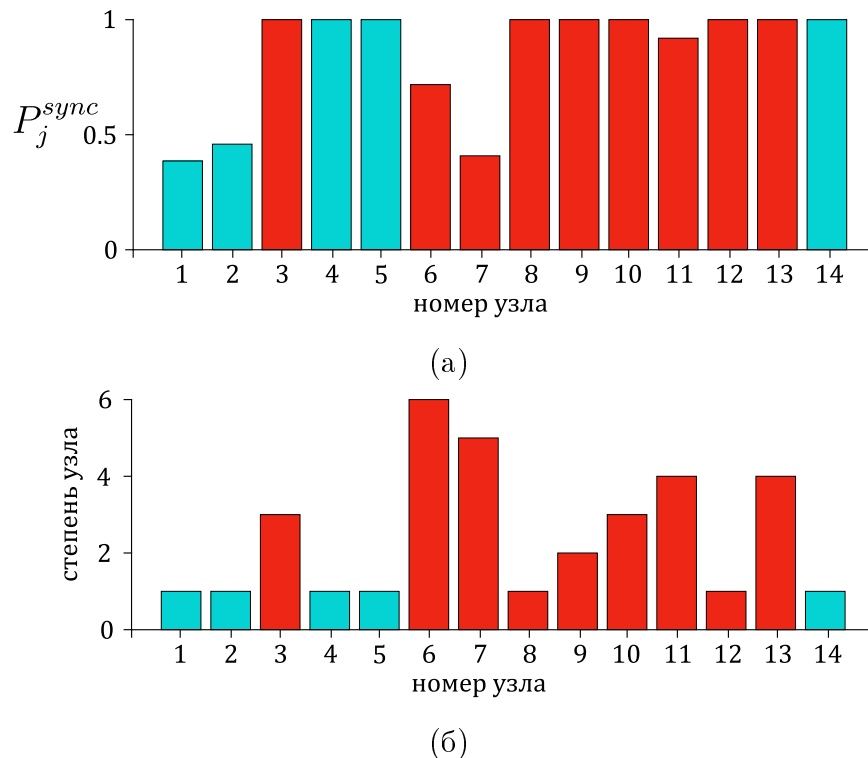 1
P_j^{sync}
0.5
0
1 2 3 4 5 6 7 8 9 10 11 12 13 14
номер узла
(а)
6
степень узла
4
2
0
1 2 3 4 5 6 7 8 9 10 11 12 13 14
номер узла
(б)